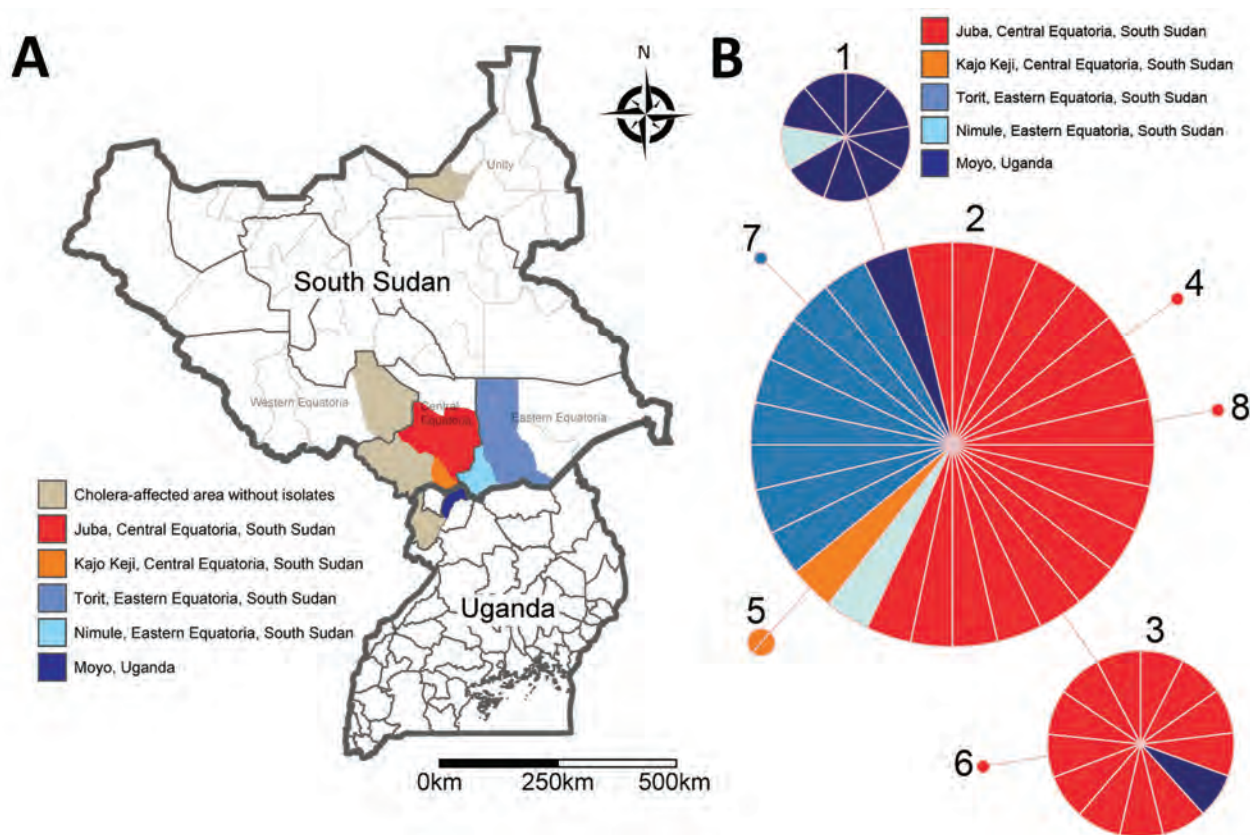 A
N
Unity
South Sudan
Western Equatoria
Central
Equatoria
Eastern Equatoria
Uganda
Cholera-affected area without isolates
Juba, Central Equatoria, South Sudan
Kajo Keji, Central Equatoria, South Sudan
Torit, Eastern Equatoria, South Sudan
Nimule, Eastern Equatoria, South Sudan
Moyo, Uganda
0km 250km 500km
B
Juba, Central Equatoria, South Sudan
Kajo Keji, Central Equatoria, South Sudan
Torit, Eastern Equatoria, South Sudan
Nimule, Eastern Equatoria, South Sudan
Moyo, Uganda
1
2
7
4
8
5
3
6